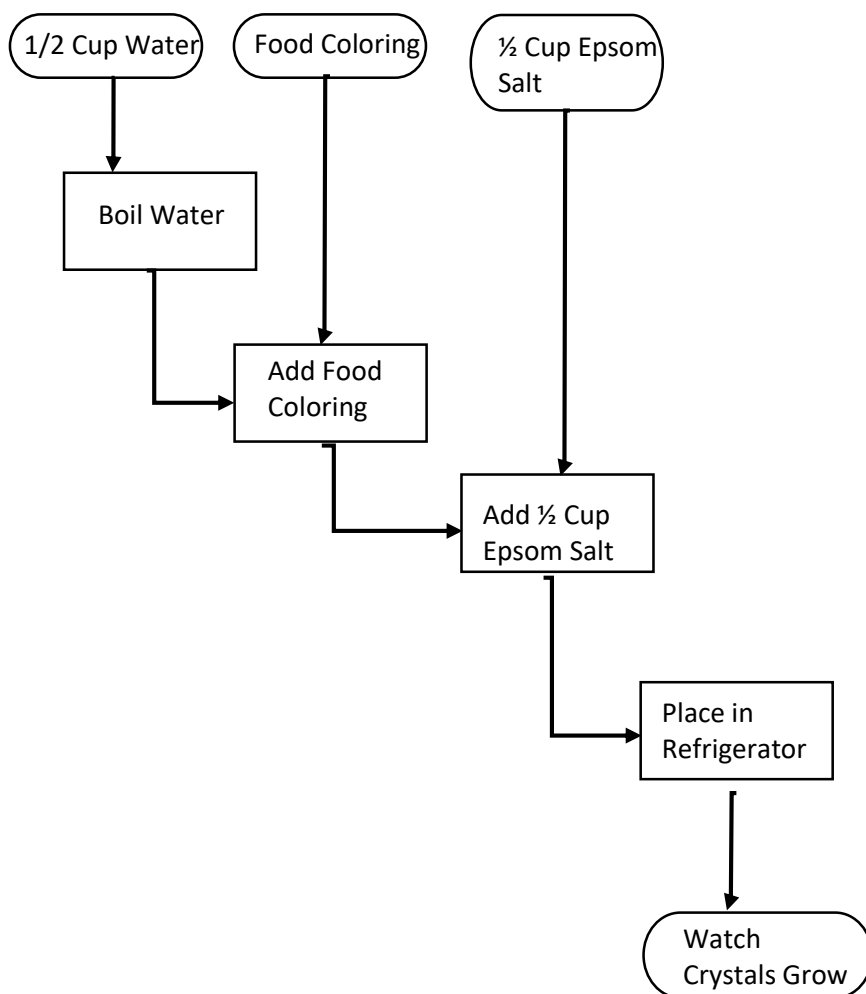 1/2 Cup Water
Food Coloring
½ Cup Epsom
Salt
Boil Water
Add Food
Coloring
Add ½ Cup
Epsom Salt
Place in
Refrigerator
Watch
Crystals Grow